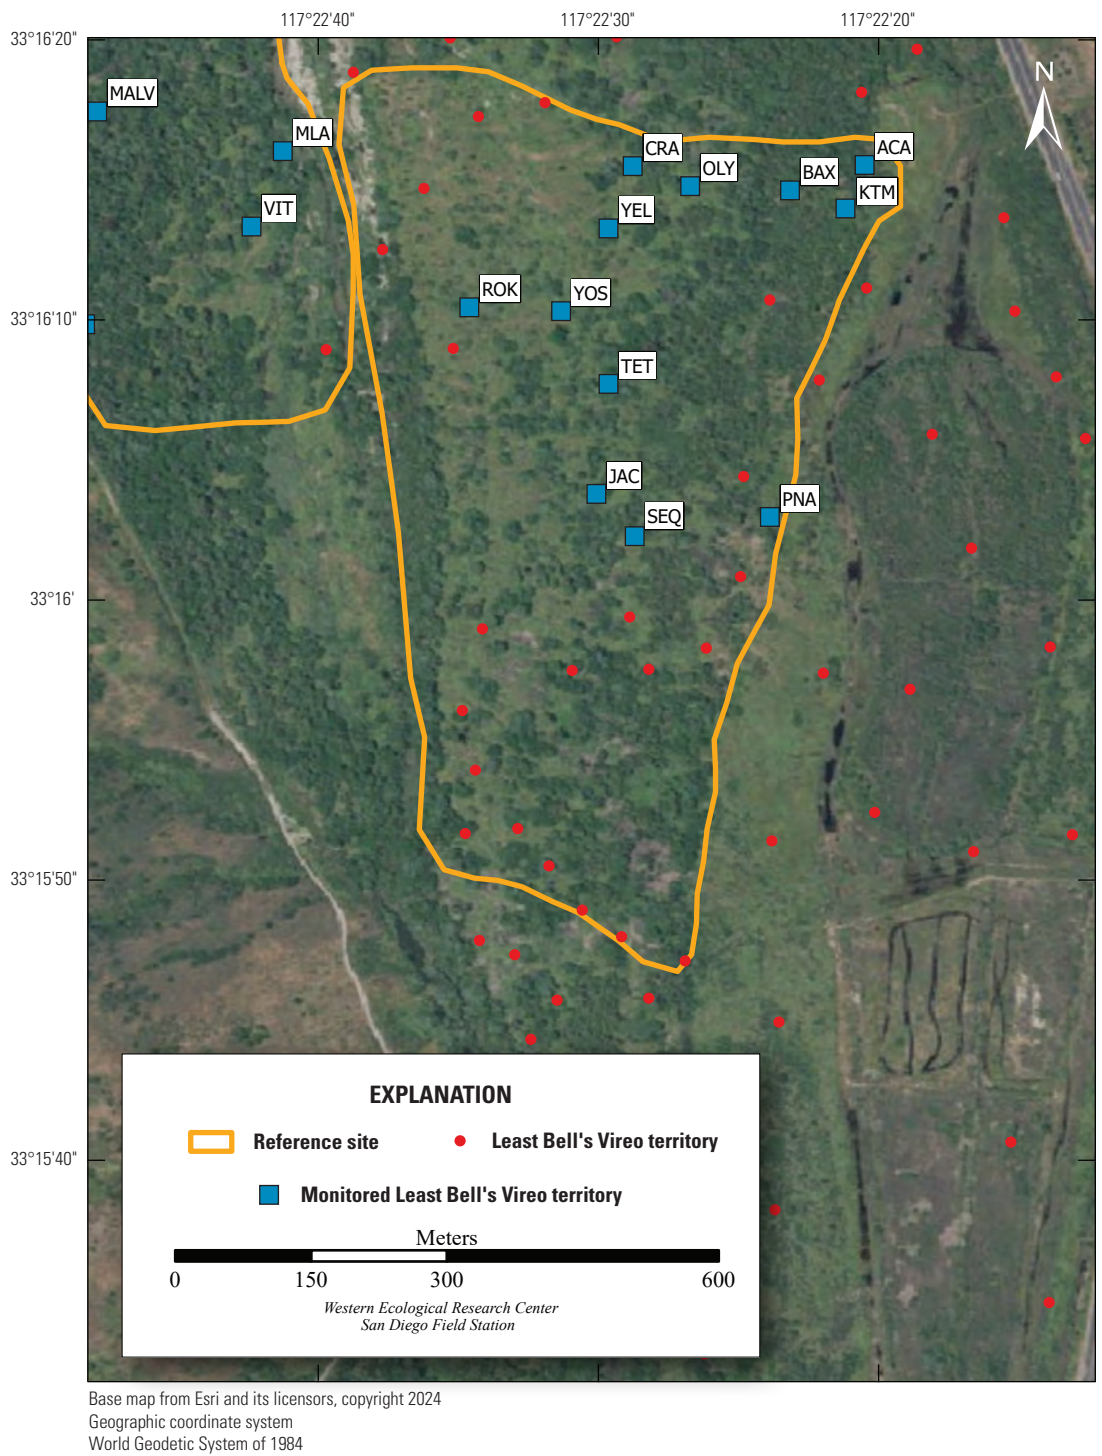 117°22'40" 117°22'30" 117°22'20"
33°16'20"
N
MALV
MLA
CRA
ACA
OLY
BAX
KTM
VIT
YEL
ROK
YOS
33°16'10"
TET
JAC
PNA
SEQ
33°16'
33°15'50"
EXPLANATION
Reference site
Least Bell's Vireo territory
33°15'40"
Monitored Least Bell's Vireo territory
Meters
0 150 300 600
Western Ecological Research Center
San Diego Field Station
Base map from Esri and its licensors, copyright 2024
Geographic coordinate system
World Geodetic System of 1984